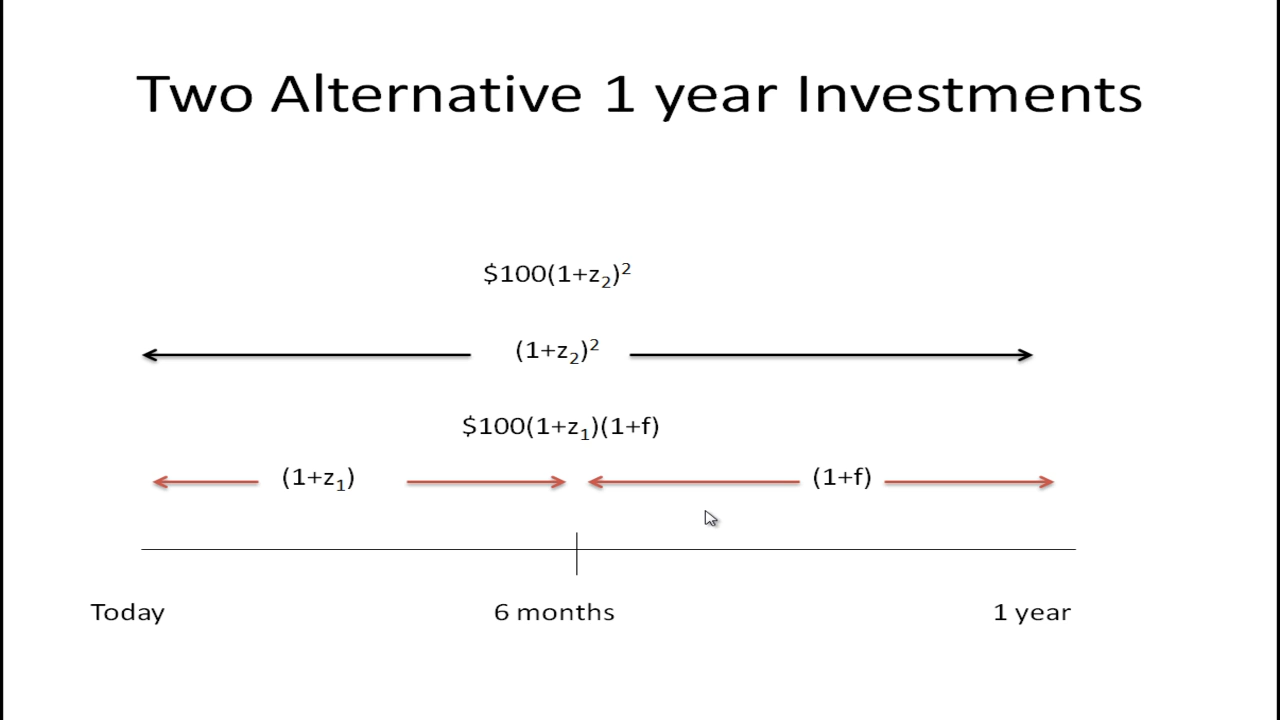 Two Alternative 1 year Investments
$100(1+z₂)²
(1+z₂)²
$100(1+z₁)(1+f)
(1+z₁) (1+f)
Today 6 months 1 year